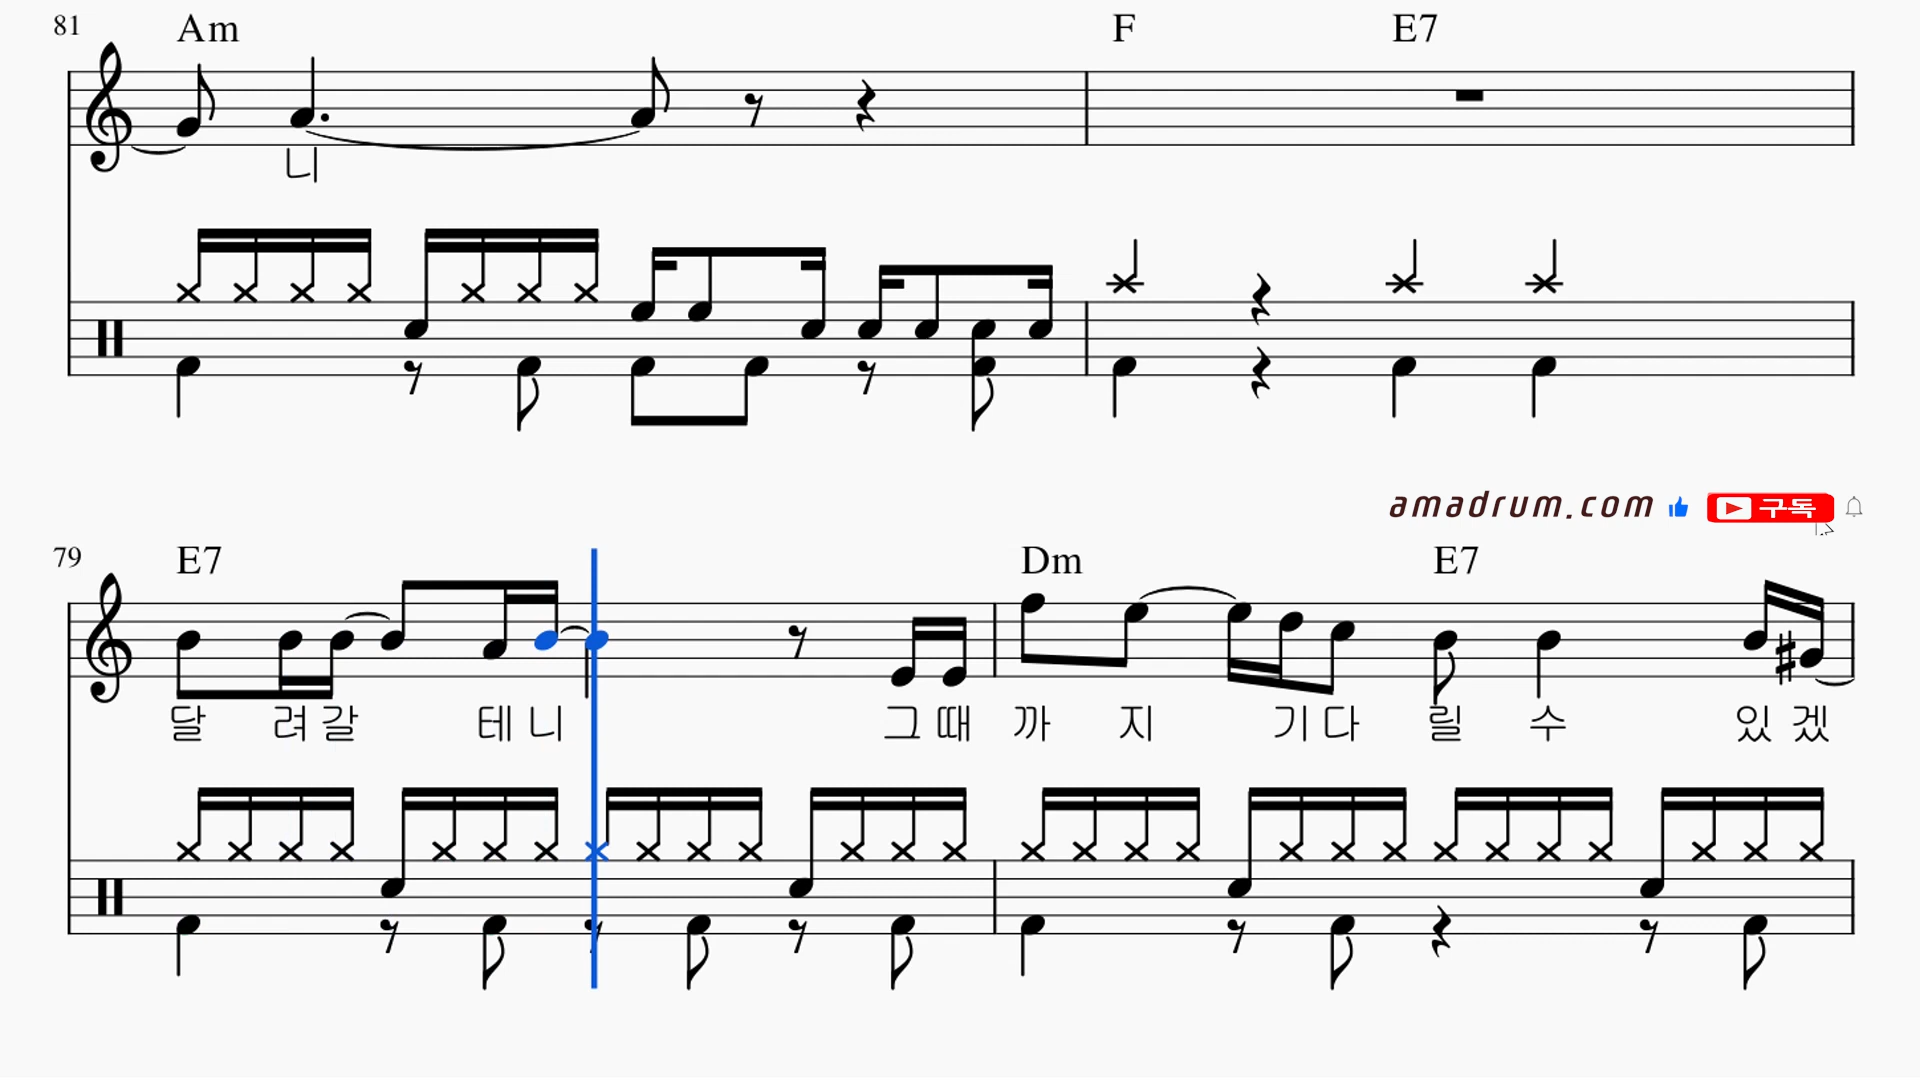 81 Am F E7
니
amadrum.com 구독
79 E7 Dm E7
달 려 갈 테 니 그 때 까 지 기 다 릴 수 있 겠